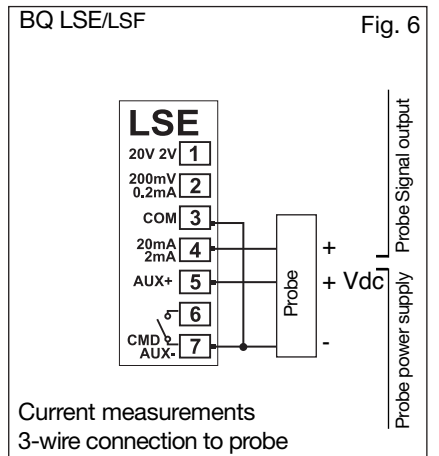 BQ LSE/LSF
Fig. 6
LSE
20V 2V 1
200mV
0.2mA 2
COM 3
20mA
2mA 4
AUX+ 5
6
CMD
AUX- 7
Probe
+
+ Vdc
-
Probe Signal output
Probe power supply
Current measurements
3-wire connection to probe